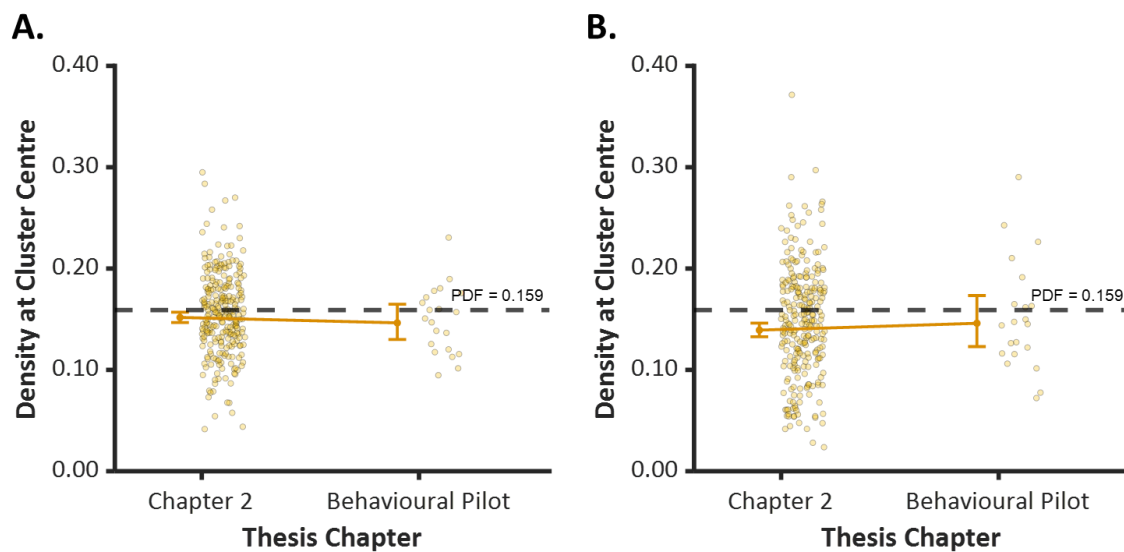 A.
Density at Cluster Centre
0.40
0.30
0.20
0.10
0.00
PDF = 0.159
Chapter 2
Behavioural Pilot
Thesis Chapter
B.
Density at Cluster Centre
0.40
0.30
0.20
0.10
0.00
PDF = 0.159
Chapter 2
Behavioural Pilot
Thesis Chapter